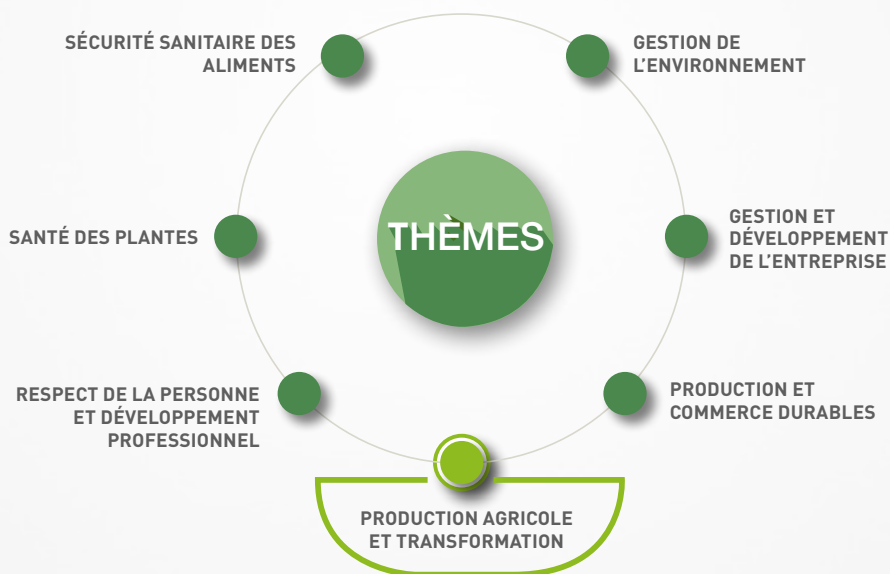 SÉCURITÉ SANITAIRE DES
ALIMENTS
GESTION DE
L'ENVIRONNEMENT
THÈMES
SANTÉ DES PLANTES
GESTION ET
DÉVELOPPEMENT
DE L'ENTREPRISE
RESPECT DE LA PERSONNE
ET DÉVELOPPEMENT
PROFESSIONNEL
PRODUCTION ET
COMMERCE DURABLES
PRODUCTION AGRICOLE
ET TRANSFORMATION